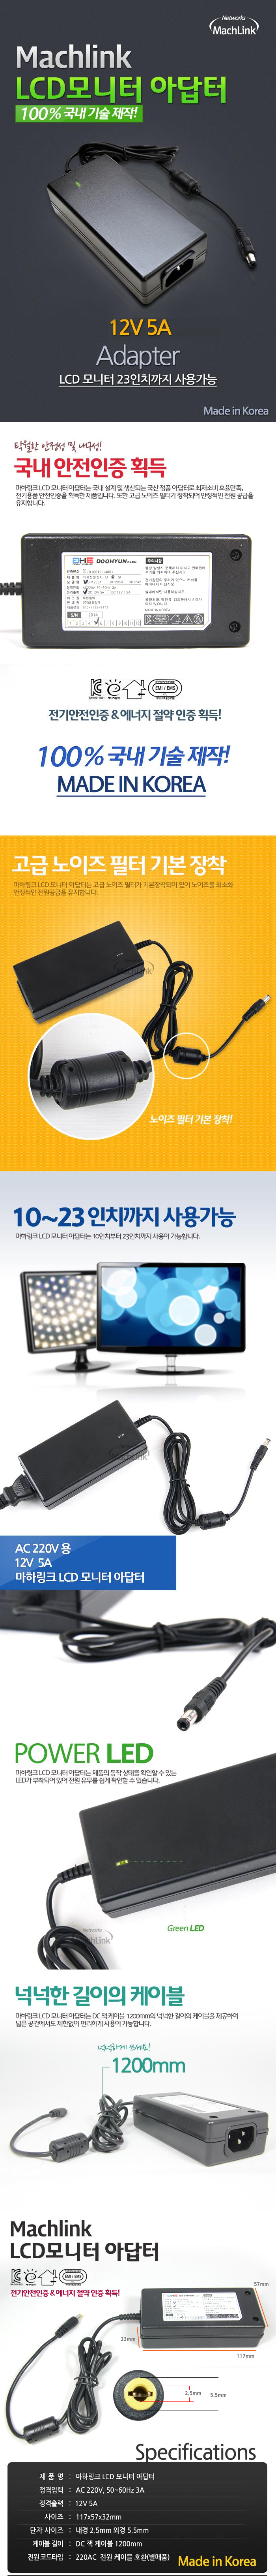 Networks
MachLink
Machlink
LCD모니터 아답터
100% 국내 기술 제작!
12V 5A
Adapter
LCD 모니터 23인치까지 사용가능
Made in Korea
탁월한 안정성 및 내구성!
국내 안전인증 획득
마하링크 LCD 모니터 아답터는 국내 설계 및 생산되는 국산 정품 아답터로 최저소비 효율만족,
전기용품 안전인증을 획득한 제품입니다. 또한 고급 노이즈 필터가 장착되어 안정적인 전원 공급을
유지합니다.
DOOHYUN ELEC
주의사항
EMI / EMS
전기안전인증 & 에너지 절약 인증 획득!
100% 국내 기술 제작!
MADE IN KOREA
고급 노이즈 필터 기본 장착
마하링크 LCD 모니터 아답터는 고급 노이즈 필터가 기본장착되어 있어 노이즈를 최소화
안정적인 전원공급을 유지합니다.
노이즈 필터 기본 장착!
10~23 인치까지 사용가능
마하링크 LCD 모니터 아답터는 10인치부터 23인치까지 사용이 가능합니다.
AC 220V 용
12V 5A
마하링크 LCD 모니터 아답터
POWER LED
마하링크 LCD 모니터 아답터는 제품의 동작 상태를 확인할 수 있는
LED가 부착되어 있어 전원 유무를 쉽게 확인할 수 있습니다.
Green LED
넉넉한 길이의 케이블
마하링크 LCD 모니터 아답터는 DC 잭 케이블 1200mm의 넉넉한 길이의 케이블을 제공하여
넓은 공간에서도 제한없이 편리하게 사용이 가능합니다.
넉넉하게 쓰세요!
1200mm
Machlink
LCD모니터 아답터
EMI / EMS
전기안전인증 & 에너지 절약 인증 획득!
57mm
32mm
117mm
2.5mm
5.5mm
Specifications
제 품 명 : 마하링크 LCD 모니터 아답터
정격입력 : AC 220V, 50~60Hz 3A
정격출력 : 12V 5A
사이즈 : 117x57x32mm
단자 사이즈 : 내경 2,5mm 외경 5,5mm
케이블 길이 : DC 잭 케이블 1200mm
전원 코드타입 : 220AC 전원 케이블 호환(별매품)
Made in Korea